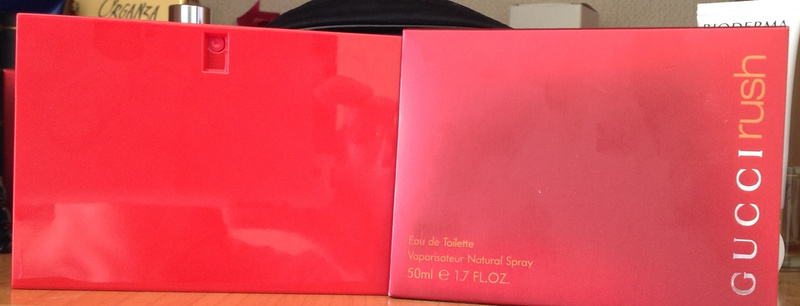 ORGANZA
BIODERMA
GUCCI rush
Eau de Toilette
Vaporisateur Natural Spray
50ml e 1.7 FL.OZ.